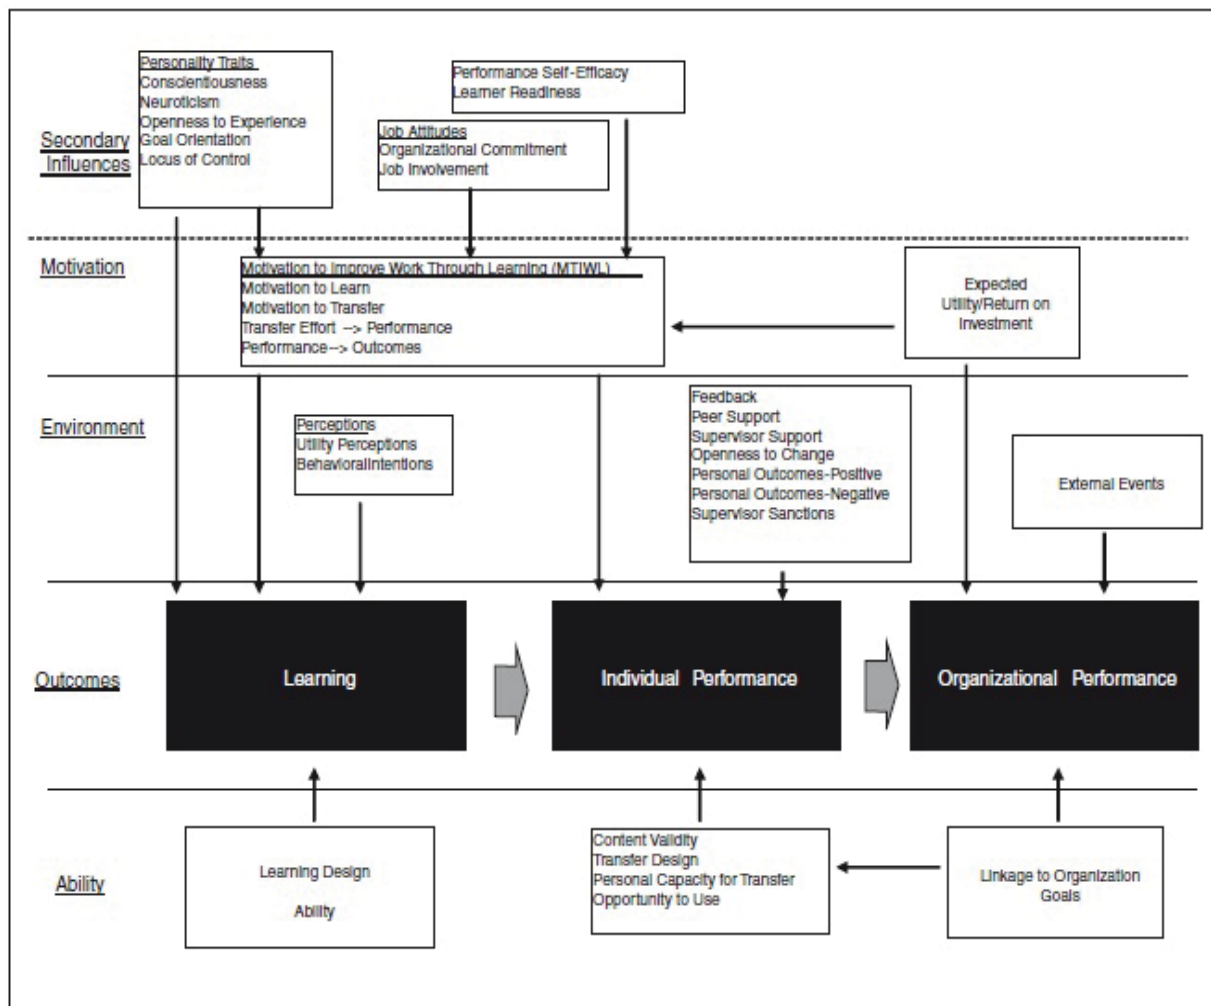 Personality Traits
Conscientiousness
Neuroticism
Openness to Experience
Goal Orientation
Locus of Control
Performance Self-Efficacy
Learner Readiness
Job Attitudes
Organizational Commitment
Job Involvement
Secondary
Influences
Motivation
Motivation to Improve Work Through Learning (MTIWL)
Motivation to Learn
Motivation to Transfer
Transfer Effort --> Performance
Performance--> Outcomes
Expected
Utility/Return on
Investment
Environment
Perceptions
Utility Perceptions
BehavioralIntentions
Feedback
Peer Support
Supervisor Support
Openness to Change
Personal Outcomes-Positive
Personal Outcomes-Negative
Supervisor Sanctions
External Events
Outcomes
Learning
Individual Performance
Organizational Performance
Ability
Learning Design
Ability
Content Validity
Transfer Design
Personal Capacity for Transfer
Opportunity to Use
Linkage to Organization
Goals